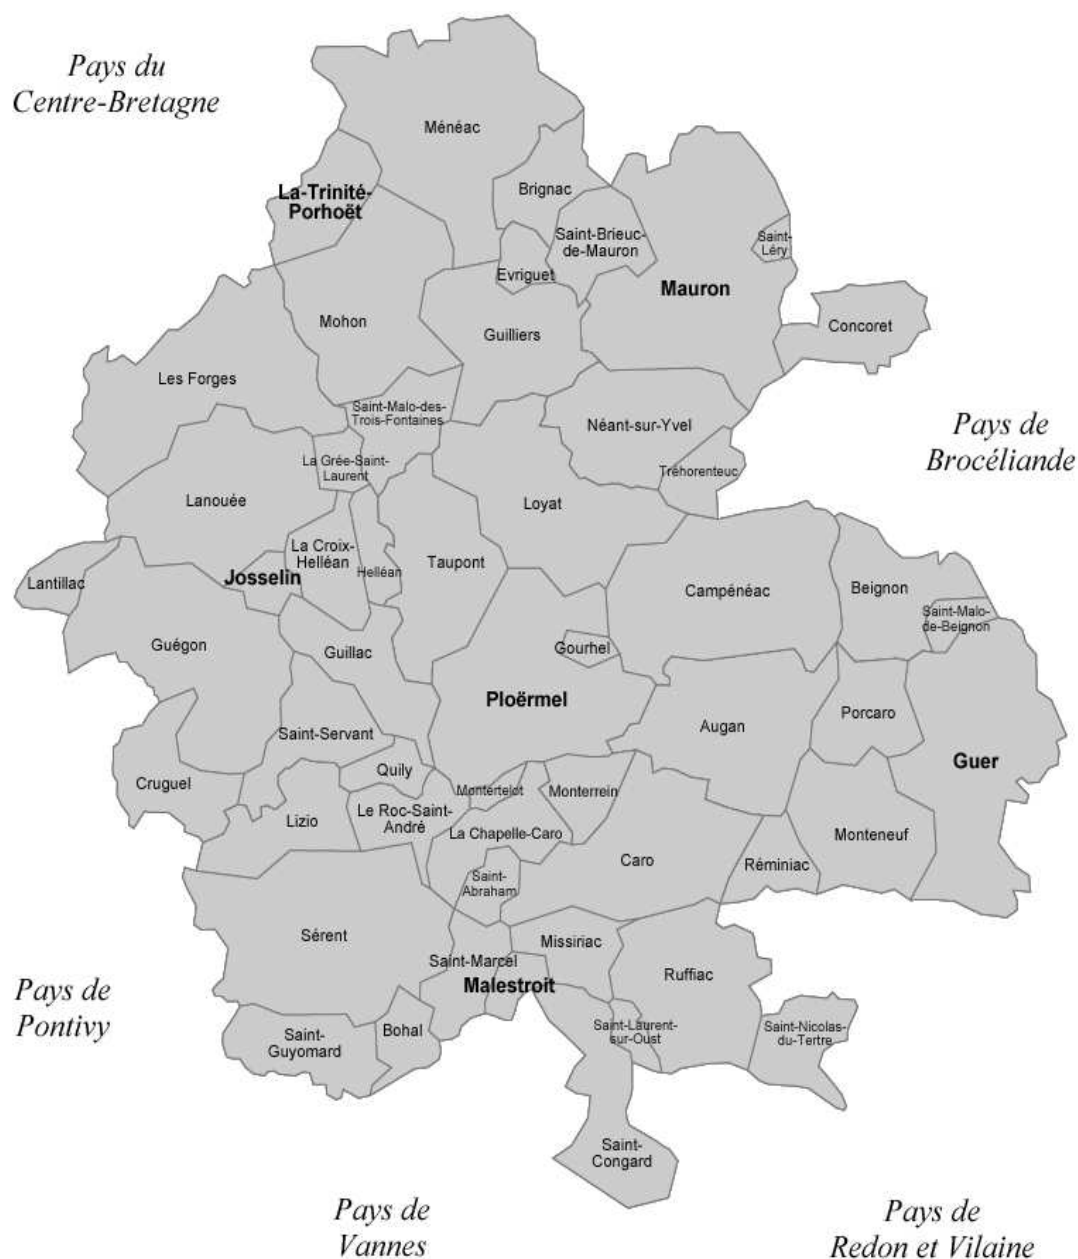 Pays du
Centre-Bretagne
Ménéac
La-Trinité-
Porhoët
Brignac
Saint-Brieuc-
de-Mauron
Saint-
Léry
Evriguet
Mauron
Mohon
Guilliers
Concoret
Les Forges
Saint-Malo-des-
Trois-Fontaines
Néant-sur-Yvel
Pays de
Brocéliande
La Grée-Saint-
Laurent
Tréhorenteuc
Lanouée
Loyat
La Croix-
Helléan
Helléan
Taupont
Lantillac
Josselin
Campénéac
Beignon
Saint-Malo-
de-Beignon
Guégon
Guillac
Gourhel
Ploërmel
Augan
Porcaro
Saint-Servant
Guer
Quily
Cruguel
Montertelot
Monterrein
Lizio
Le Roc-Saint-
André
La Chapelle-Caro
Monteneuf
Caro
Réminiac
Saint-
Abraham
Sérent
Missiriac
Saint-Marcel
Ruffiac
Malestroit
Pays de
Pontivy
Saint-
Guyomard
Bohal
Saint-Laurent-
sur-Oust
Saint-Nicolas-
du-Tertre
Saint-
Congard
Pays de
Vannes
Pays de
Redon et Vilaine